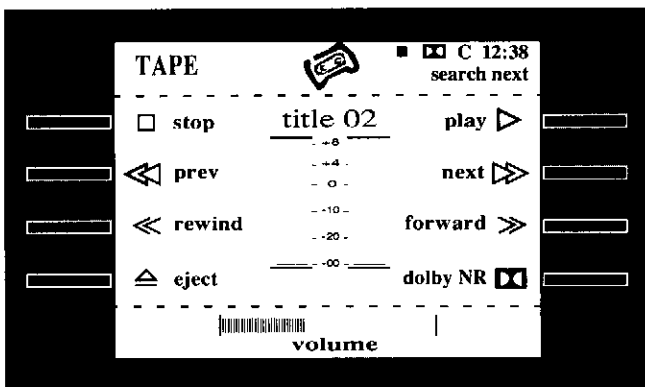 TAPE
C 12:38
search next
stop
title 02
play
+8
prev
+4
next
0
rewind
-10
forward
-20
eject
-∞
dolby NR
volume